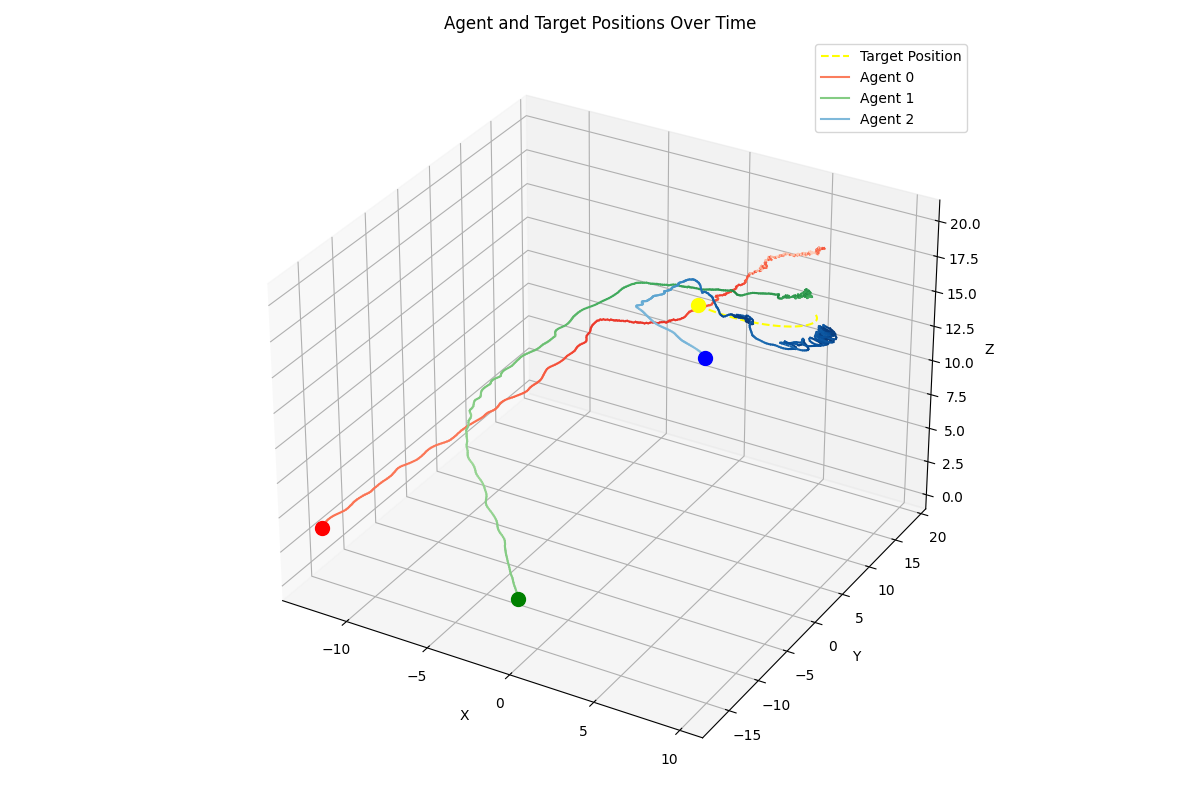 Agent and Target Positions Over Time
Target Position
Agent 0
Agent 1
Agent 2
20.0
17.5
15.0
12.5
10.0
7.5
5.0
2.5
0.0
Z
20
15
10
5
0
−5
−10
−15
Y
−10
−5
0
5
10
X